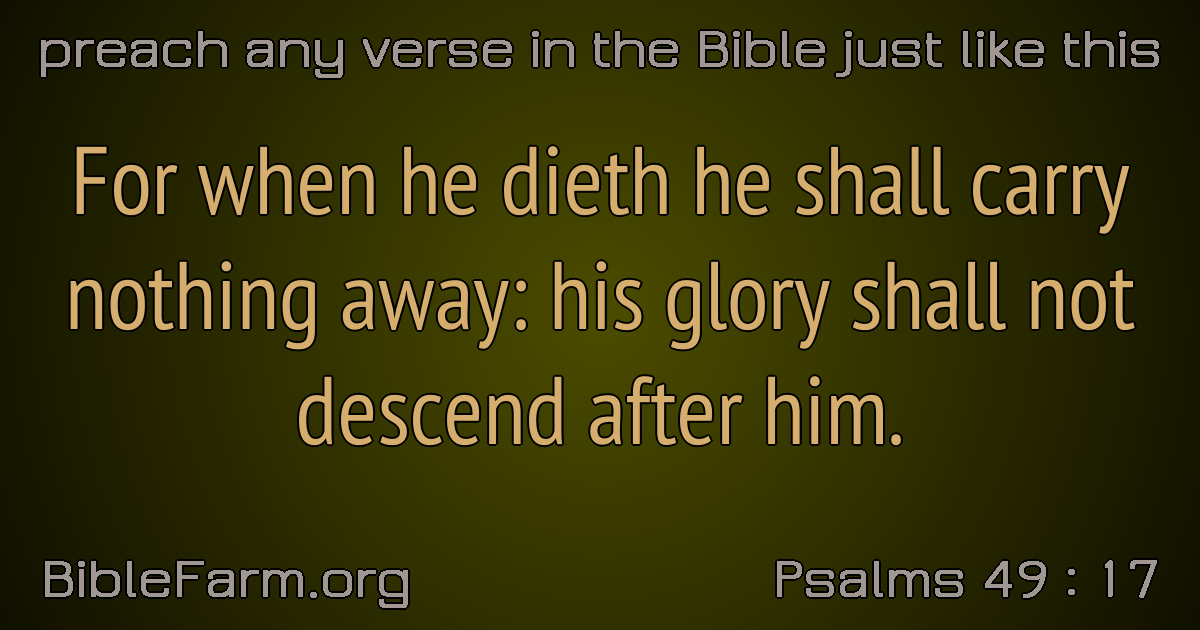 preach any verse in the Bible just like this
For when he dieth he shall carry
nothing away: his glory shall not
descend after him.
BibleFarm.org
Psalms 49 : 17